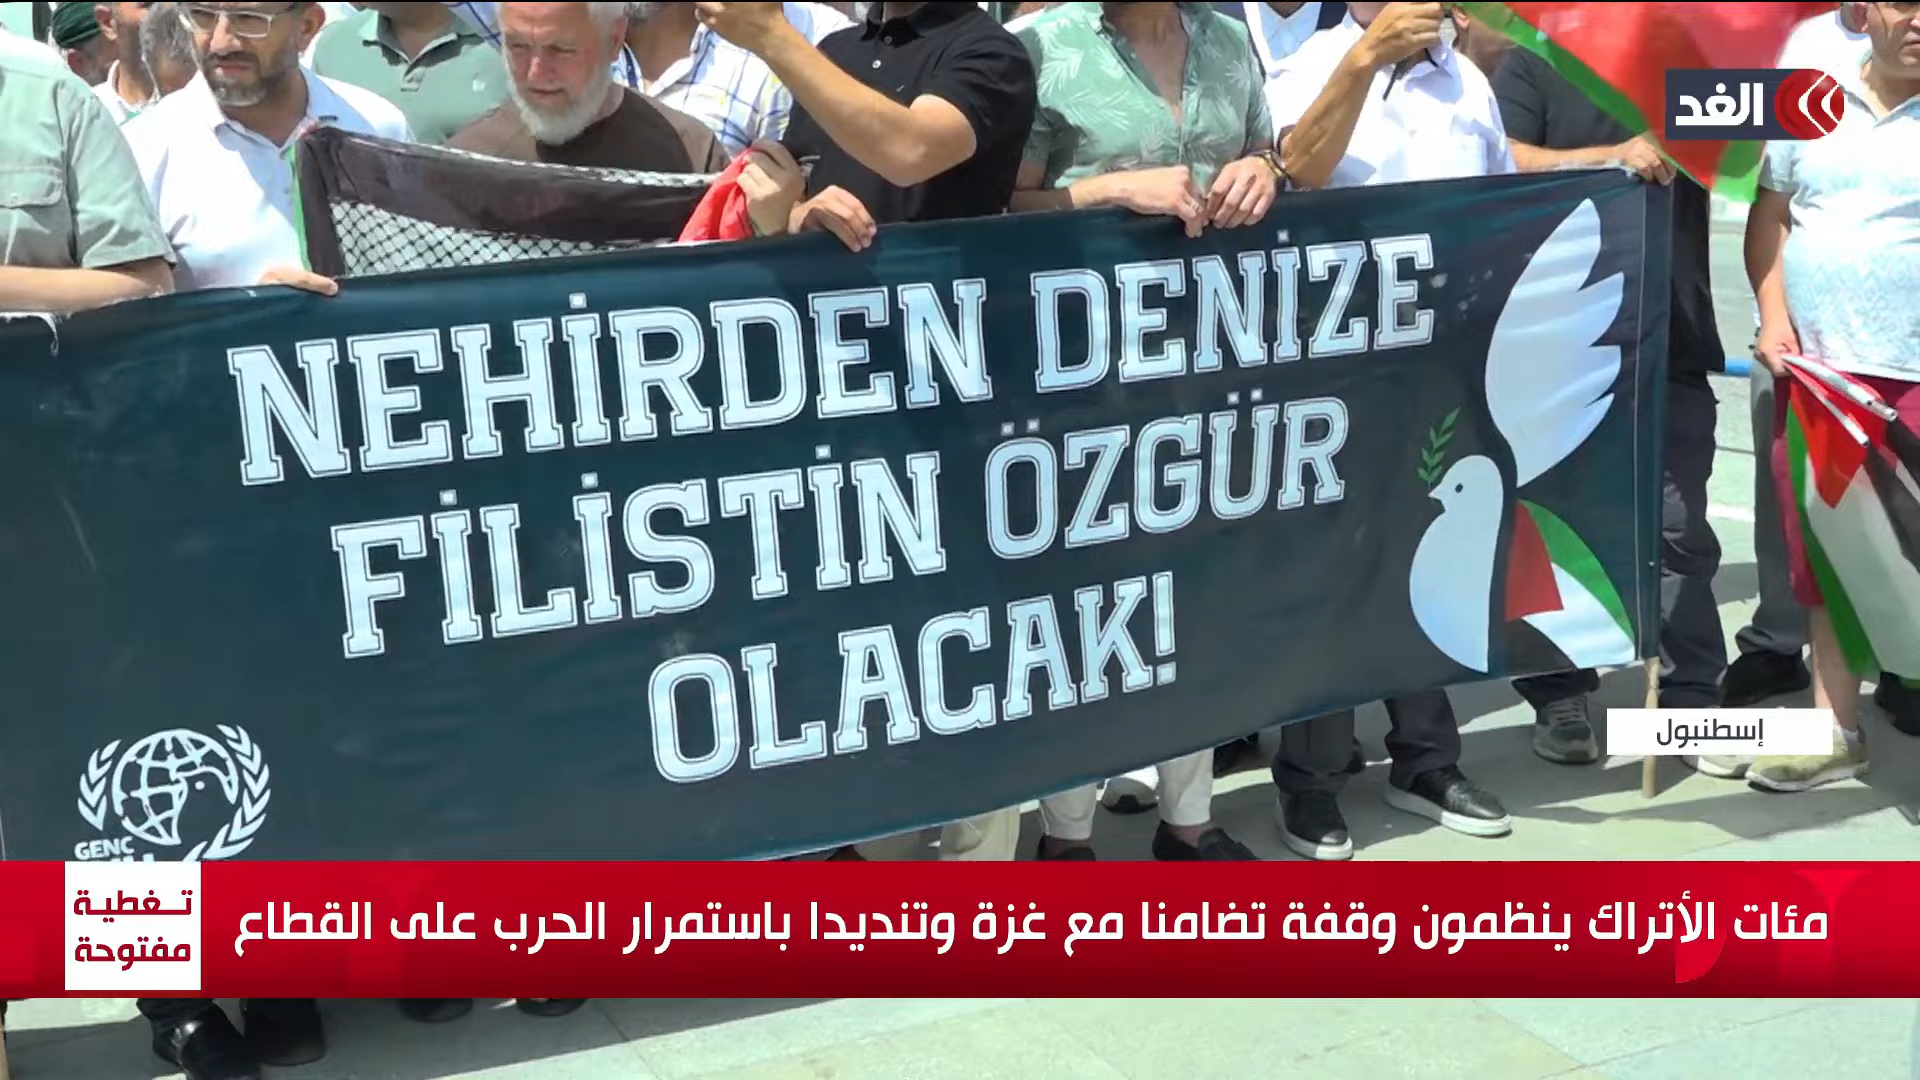 الغد
NEHİRDEN DENİZE
FİLİSTİN ÖZGÜR
OLACAK!
GENÇ
إسطنبول
تغطية
مفتوحة
مئات الأتراك ينظمون وقفة تضامنا مع غزة وتنديدا باستمرار الحرب على القطاع